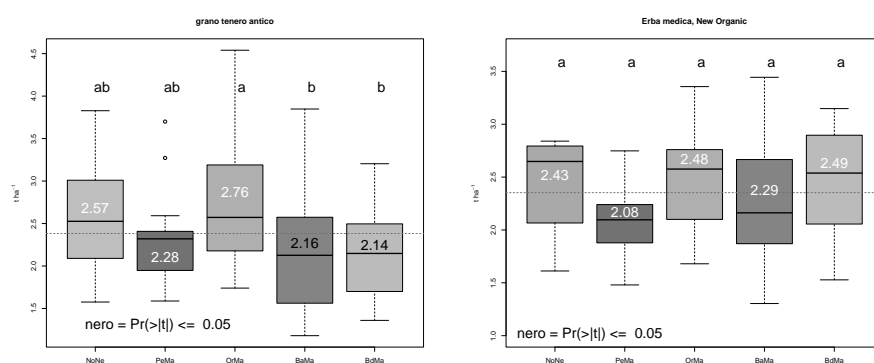 grano tenero antico
4.5
4.0
3.5
3.0
2.5
2.0
1.5
t ha⁻¹
ab ab a b b
2.57 2.28 2.76 2.16 2.14
nero = Pr(>|t|) <= 0.05
NoNe PeMa OrMa BaMa BdMa
Erba medica, New Organic
3.5
3.0
2.5
2.0
1.5
1.0
t ha⁻¹
a a a a a
2.43 2.08 2.48 2.29 2.49
nero = Pr(>|t|) <= 0.05
NoNe PeMa OrMa BaMa BdMa